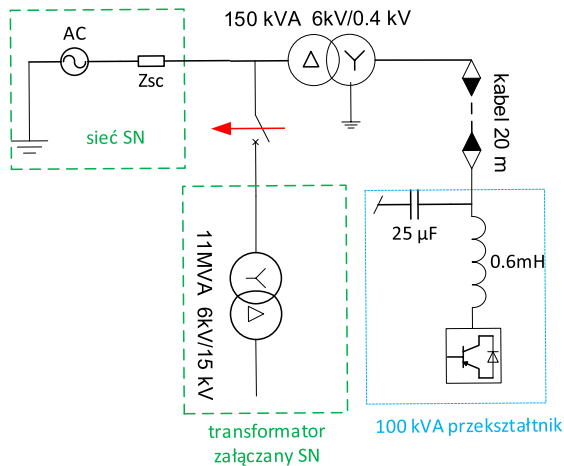 150 kVA 6kV/0.4 kV
AC
Zsc
sieć SN
kabel 20 m
25 µF
0.6mH
11MVA 6kV/15 kV
100 kVA przekształtnik
transformator
załączany SN